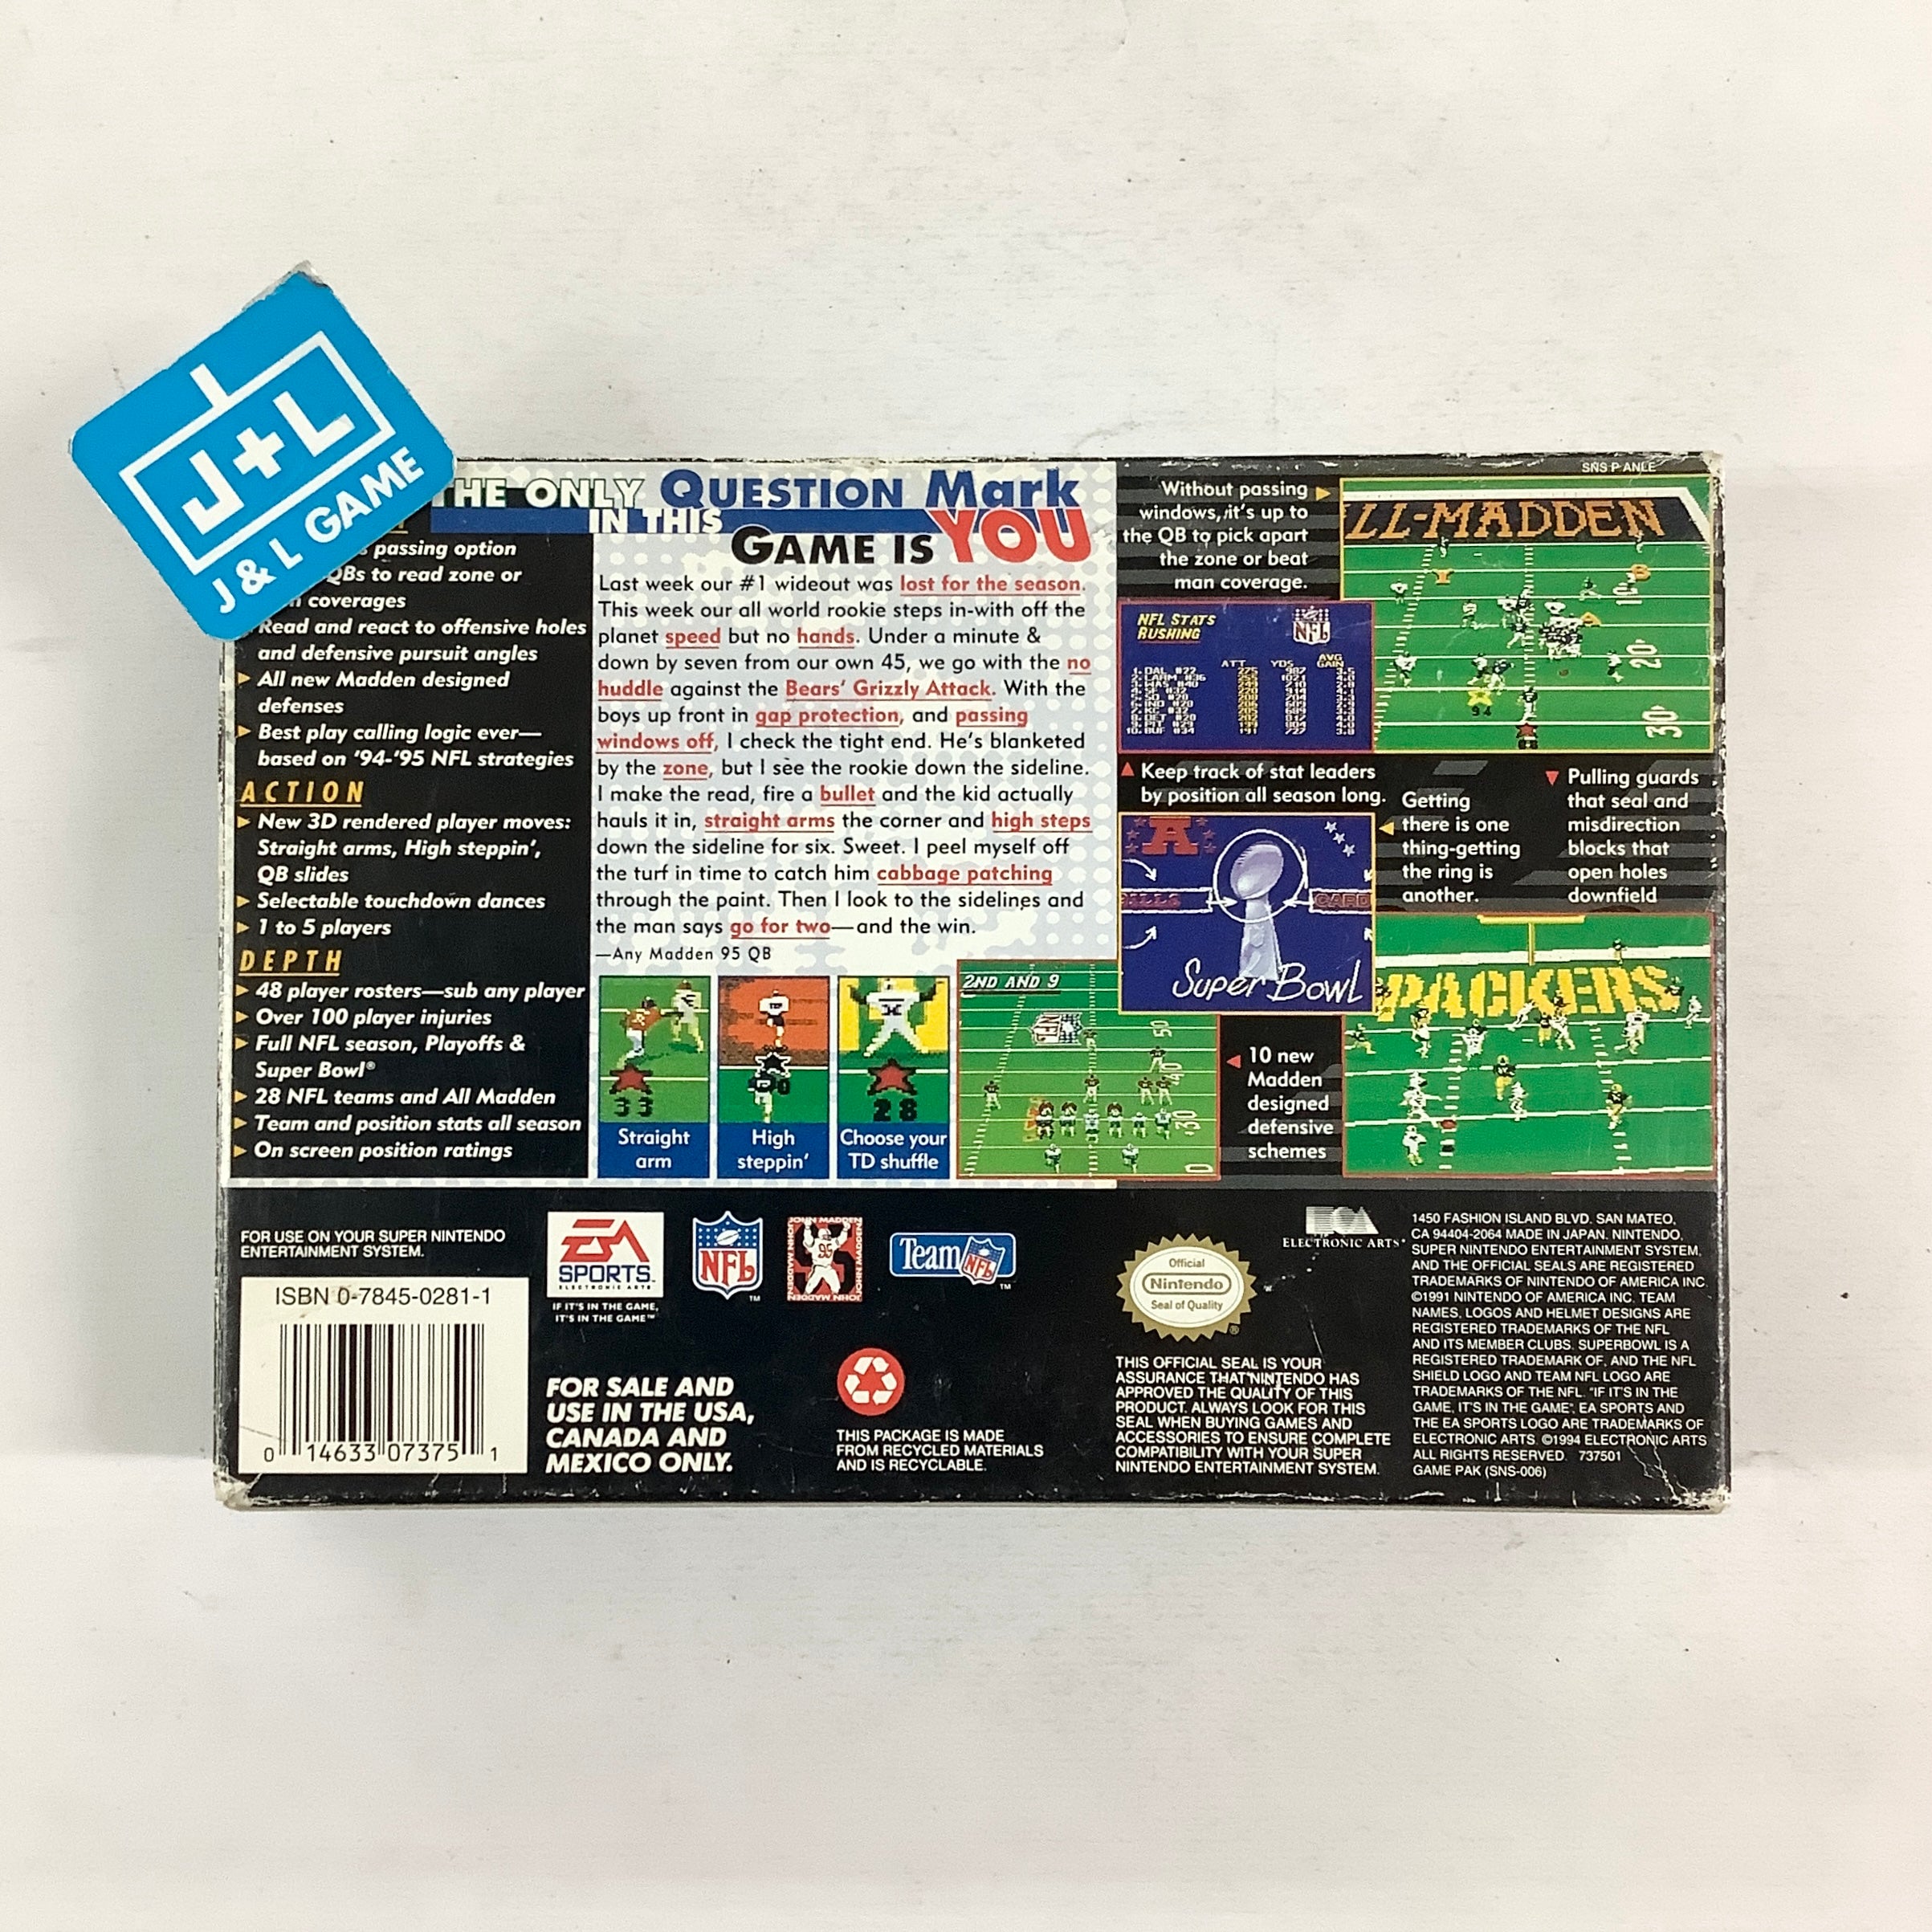 J+L
J & L GAME
THE ONLY QUESTION Mark
IN THIS
GAME IS YOU
passing option
QBs to read zone or
coverages
Read and react to offensive holes
and defensive pursuit angles
All new Madden designed
defenses
Best play calling logic ever—
based on '94-'95 NFL strategies
ACTION
New 3D rendered player moves:
Straight arms, High steppin',
QB slides
Selectable touchdown dances
1 to 5 players
DEPTH
48 player rosters—sub any player
Over 100 player injuries
Full NFL season, Playoffs &
Super Bowl®
28 NFL teams and All Madden
Team and position stats all season
On screen position ratings
Last week our #1 wideout was lost for the season.
This week our all world rookie steps in-with off the
planet speed but no hands. Under a minute &
down by seven from our own 45, we go with the no
huddle against the Bears' Grizzly Attack. With the
boys up front in gap protection, and passing
windows off, I check the tight end. He's blanketed
by the zone, but I see the rookie down the sideline.
I make the read, fire a bullet and the kid actually
hauls it in, straight arms the corner and high steps
down the sideline for six. Sweet. I peel myself off
the turf in time to catch him cabbage patching
through the paint. Then I look to the sidelines and
the man says go for two—and the win.
—Any Madden 95 QB
33
28
Straight
arm
High
steppin'
Choose your
TD shuffle
2ND AND 9
SNS P ANLE
Without passing
windows, it's up to
the QB to pick apart
the zone or beat
man coverage.
LL-MADDEN
10
20
30
94
NFL STATS
RUSHING
NFL
ATT YDS AVG GAIN
Keep track of stat leaders
by position all season long.
Getting
there is one
thing-getting
the ring is
another.
Pulling guards
that seal and
misdirection
blocks that
open holes
downfield
A
CARD
Super Bowl
PACKERS
10 new
Madden
designed
defensive
schemes
FOR USE ON YOUR SUPER NINTENDO
ENTERTAINMENT SYSTEM.
ISBN 0-7845-0281-1
0 14633 07375 1
EA
SPORTS™
ELECTRONIC ARTS
IF IT'S IN THE GAME,
IT'S IN THE GAME™
NFL
™
JOHN MADDEN
95
JOHN MADDEN
Team NFL
™
FOR SALE AND
USE IN THE USA,
CANADA AND
MEXICO ONLY.
THIS PACKAGE IS MADE
FROM RECYCLED MATERIALS
AND IS RECYCLABLE.
Official
Nintendo
Seal of Quality
®
THIS OFFICIAL SEAL IS YOUR
ASSURANCE THAT NINTENDO HAS
APPROVED THE QUALITY OF THIS
PRODUCT. ALWAYS LOOK FOR THIS
SEAL WHEN BUYING GAMES AND
ACCESSORIES TO ENSURE COMPLETE
COMPATIBILITY WITH YOUR SUPER
NINTENDO ENTERTAINMENT SYSTEM.
ELECTRONIC ARTS®
1450 FASHION ISLAND BLVD. SAN MATEO,
CA 94404-2064 MADE IN JAPAN. NINTENDO,
SUPER NINTENDO ENTERTAINMENT SYSTEM,
AND THE OFFICIAL SEALS ARE REGISTERED
TRADEMARKS OF NINTENDO OF AMERICA INC.
©1991 NINTENDO OF AMERICA INC. TEAM
NAMES, LOGOS AND HELMET DESIGNS ARE
REGISTERED TRADEMARKS OF THE NFL
AND ITS MEMBER CLUBS. SUPERBOWL IS A
REGISTERED TRADEMARK OF, AND THE NFL
SHIELD LOGO AND TEAM NFL LOGO ARE
TRADEMARKS OF THE NFL. "IF IT'S IN THE
GAME, IT'S IN THE GAME", EA SPORTS AND
THE EA SPORTS LOGO ARE TRADEMARKS OF
ELECTRONIC ARTS. ©1994 ELECTRONIC ARTS
ALL RIGHTS RESERVED. 737501
GAME PAK (SNS-006)